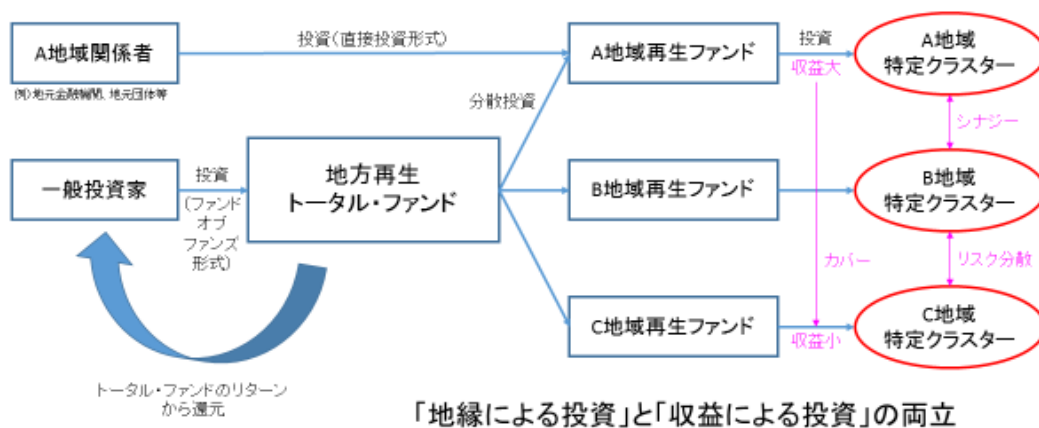 A地域関係者
例)地元金融機関、地元団体等
投資(直接投資形式)
A地域再生ファンド
投資
収益大
A地域
特定クラスター
分散投資
シナジー
一般投資家
投資
(ファンド
オブ
ファンズ
形式)
地方再生
トータル・ファンド
B地域再生ファンド
B地域
特定クラスター
カバー
リスク分散
C地域再生ファンド
収益小
C地域
特定クラスター
トータル・ファンドのリターン
から還元
「地縁による投資」と「収益による投資」の両立